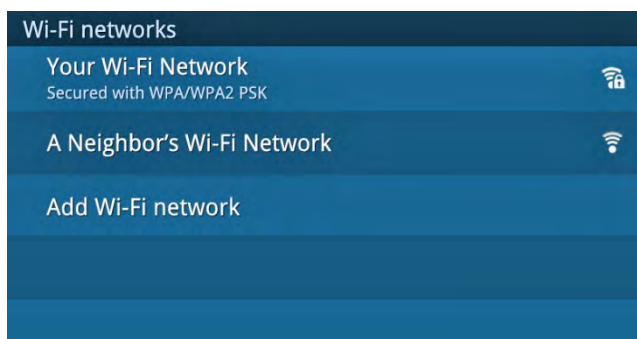 Wi-Fi networks
Your Wi-Fi Network
Secured with WPA/WPA2 PSK
A Neighbor’s Wi-Fi Network
Add Wi-Fi network